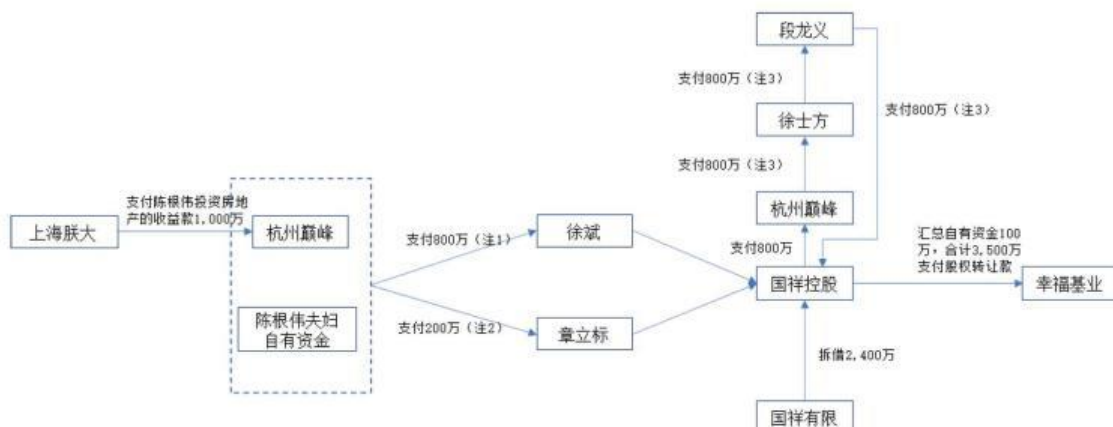 段龙义
支付800万（注3）
支付800万（注3）
徐士方
支付800万（注3）
支付陈根伟投资房地
产的收益款1,000万
上海朕大
杭州巅峰
支付800万（注1）
徐斌
杭州巅峰
支付800万
汇总自有资金100
万，合计3,500万
支付股权转让款
国祥控股
幸福基业
陈根伟夫妇
自有资金
支付200万（注2）
章立标
拆借2,400万
国祥有限